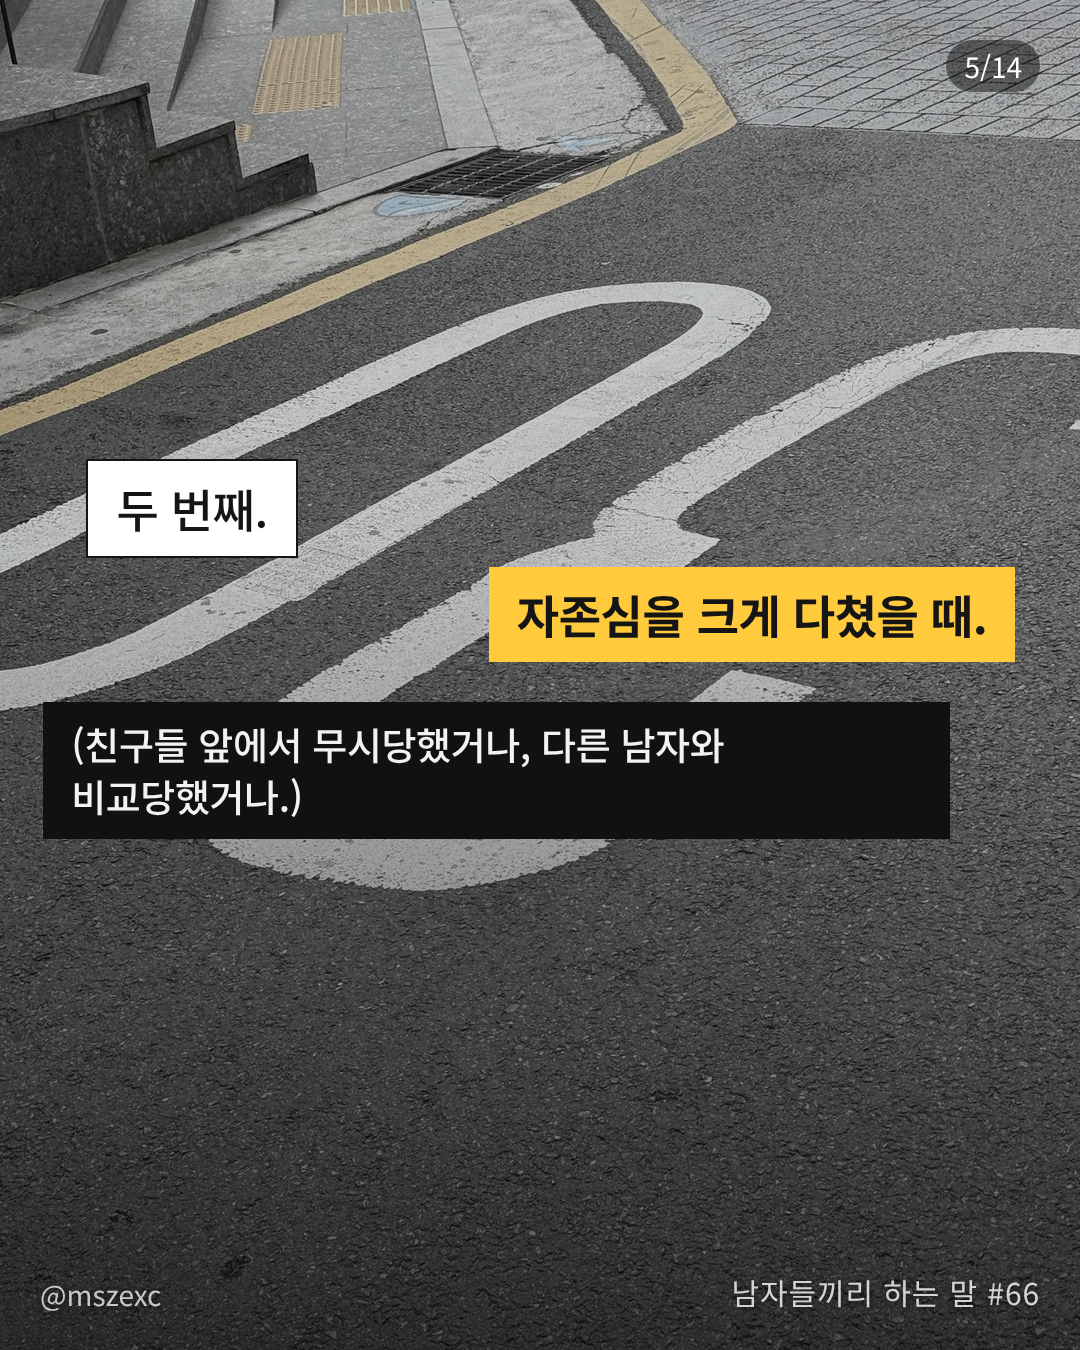 5/14
두 번째.
자존심을 크게 다쳤을 때.
(친구들 앞에서 무시당했거나, 다른 남자와
비교당했거나.)
@mszexc
남자들끼리 하는 말 #66